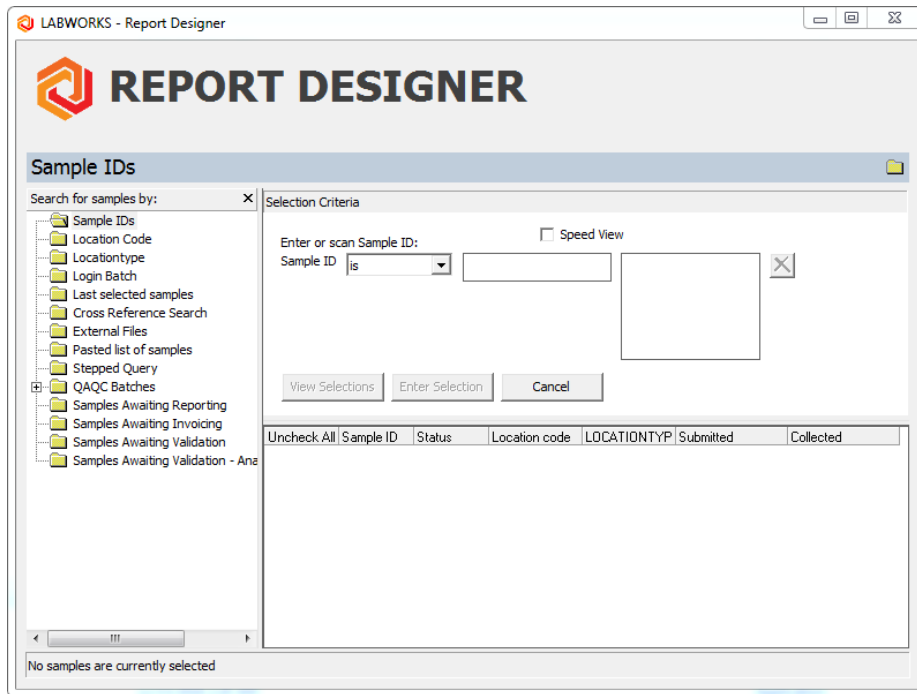 LABWORKS - Report Designer
REPORT DESIGNER
Sample IDs
Search for samples by:
Sample IDs
Location Code
Locationtype
Login Batch
Last selected samples
Cross Reference Search
External Files
Pasted list of samples
Stepped Query
QAQC Batches
Samples Awaiting Reporting
Samples Awaiting Invoicing
Samples Awaiting Validation
Samples Awaiting Validation - Ana
Selection Criteria
Speed View
Enter or scan Sample ID:
Sample ID is
View Selections Enter Selection Cancel
Uncheck All Sample ID Status Location code LOCATIONTYP Submitted Collected
No samples are currently selected